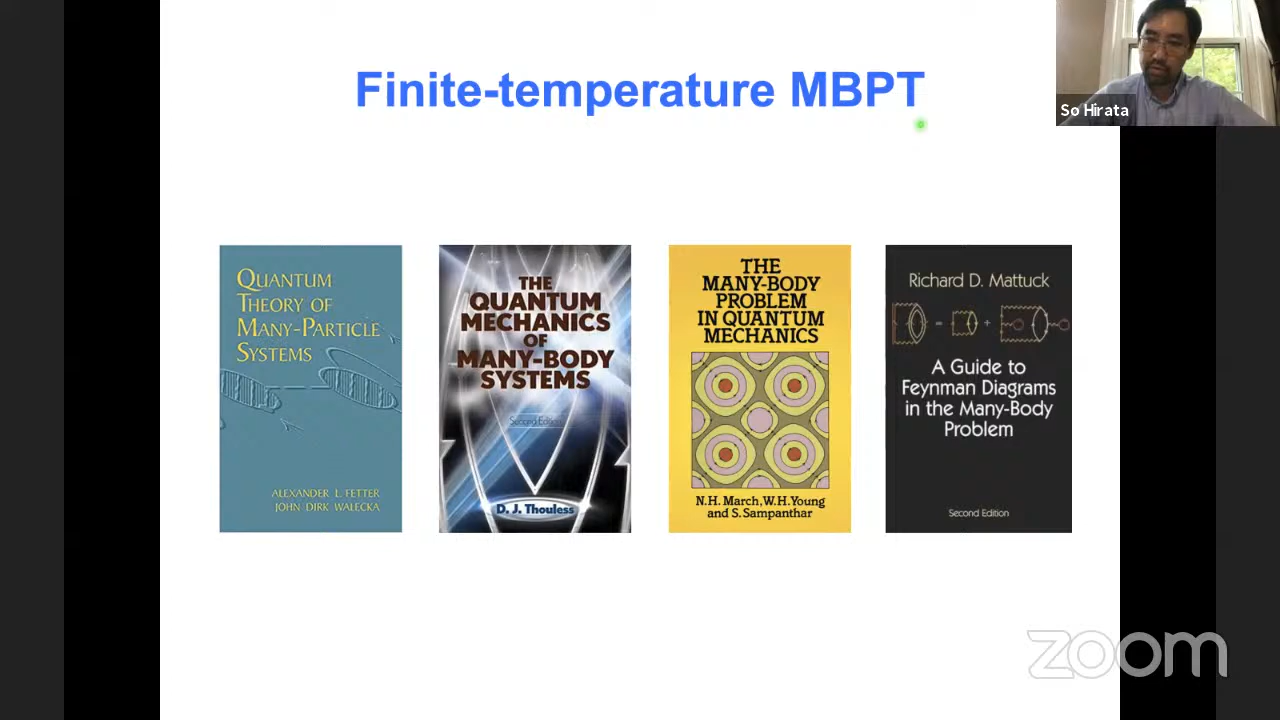 Finite-temperature MBPT
So Hirata
QUANTUM
THEORY OF
MANY-PARTICLE
SYSTEMS
ALEXANDER L. FETTER
JOHN DIRK WALECKA
THE
QUANTUM
MECHANICS
OF
MANY-BODY
SYSTEMS
Second Edition
D. J. Thouless
THE
MANY-BODY
PROBLEM
IN QUANTUM
MECHANICS
N.H. March, W.H. Young
and S. Sampanthar
Richard D. Mattuck
A Guide to
Feynman Diagrams
in the Many-Body
Problem
Second Edition
zoom